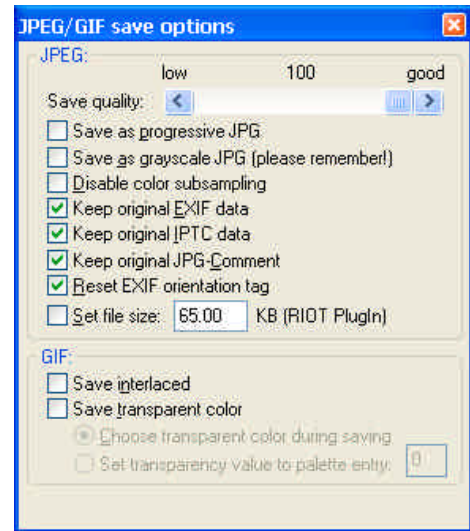 JPEG/GIF save options
JPEG:
low 100 good
Save quality:
Save as progressive JPG
Save as grayscale JPG (please remember!)
Disable color subsampling
Keep original EXIF data
Keep original IPTC data
Keep original JPG-Comment
Reset EXIF orientation tag
Set file size: 65.00 KB (RIOT PlugIn)
GIF:
Save interlaced
Save transparent color
Choose transparent color during saving
Set transparency value to palette entry: 0